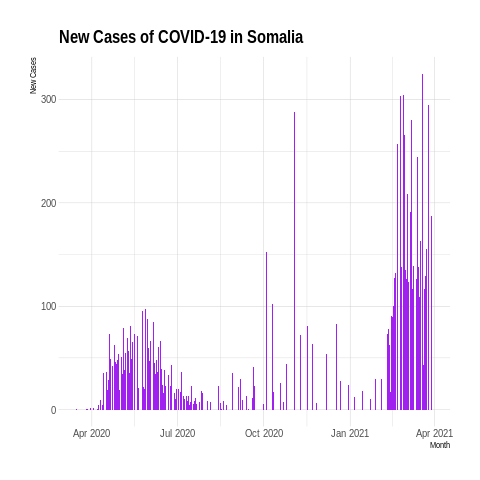 New Cases of COVID-19 in Somalia
New Cases
300
200
100
0
Apr 2020 Jul 2020 Oct 2020 Jan 2021 Apr 2021
Month